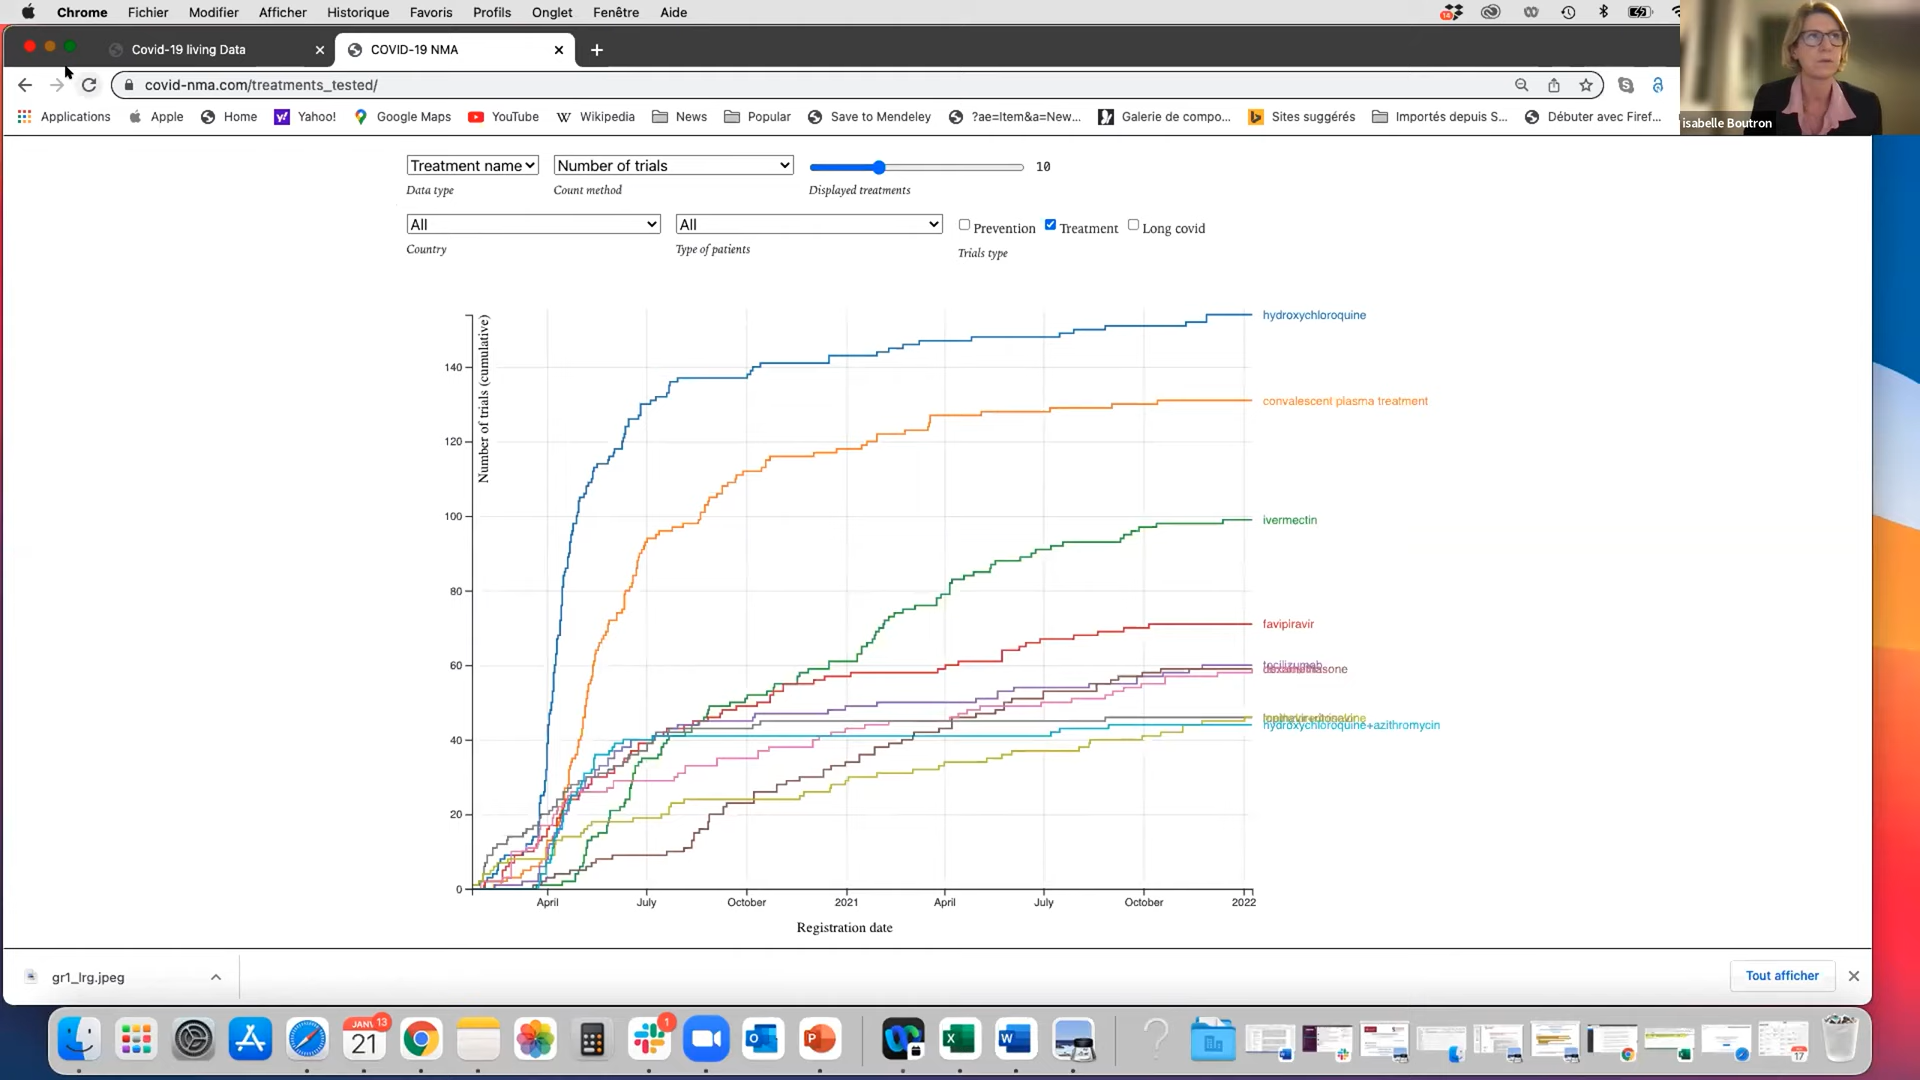 Chrome Fichier Modifier Afficher Historique Favoris Profils Onglet Fenêtre Aide
Covid-19 living Data
COVID-19 NMA
covid-nma.com/treatments_tested/
Applications Apple Home Yahoo! Google Maps YouTube Wikipedia News Popular Save to Mendeley ?ae=Item&a=New... Galerie de compo... Sites suggérés Importés depuis S... Débuter avec Firef...
isabelle Boutron
Treatment name Number of trials 10
Data type Count method Displayed treatments
All All Prevention Treatment Long covid
Country Type of patients Trials type
Number of trials (cumulative)
hydroxychloroquine
140
convalescent plasma treatment
120
100
ivermectin
80
favipiravir
60
tocilizumab
40
hydroxychloroquine+azithromycin
20
0
April July October 2021 April July October 2022
Registration date
gr1_lrg.jpeg
Tout afficher
JANV. 13
21
1
17